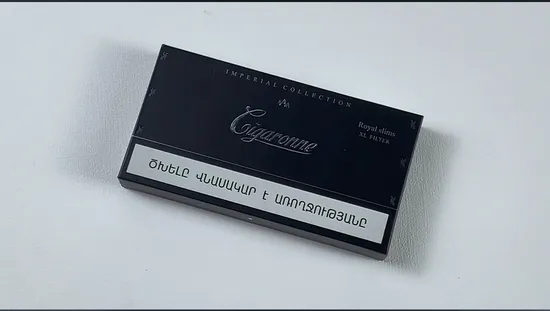 IMPERIAL COLLECTION
Cigaronne
Royal slims
XL FILTER
ԾԽԵԼԸ ՎՆԱՍԱԿԱՐ Է ԱՌՈՂՋՈՒԹՅԱՆԸ